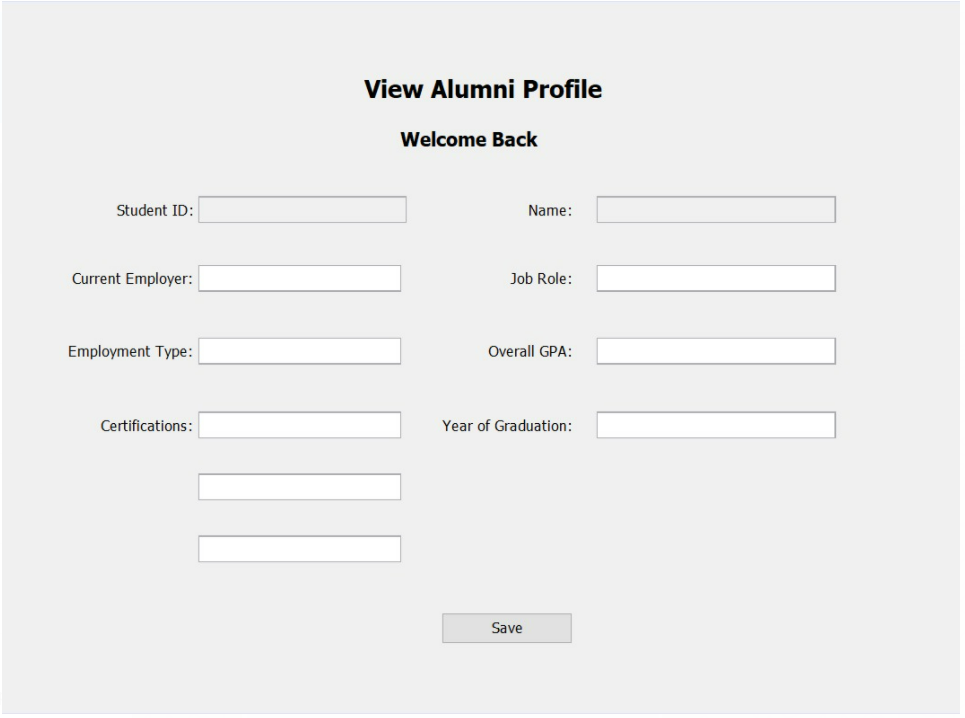 View Alumni Profile
Welcome Back
Student ID: Name:
Current Employer: Job Role:
Employment Type: Overall GPA:
Certifications: Year of Graduation:
Save